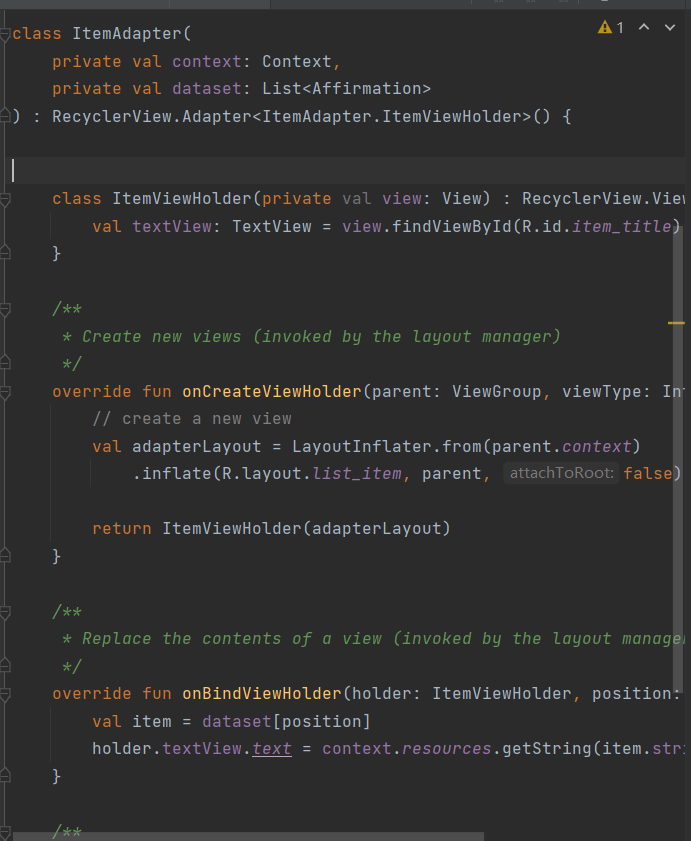 1
class ItemAdapter(
    private val context: Context,
    private val dataset: List<Affirmation>
) : RecyclerView.Adapter<ItemAdapter.ItemViewHolder>() {
    class ItemViewHolder(private val view: View) : RecyclerView.View
        val textView: TextView = view.findViewById(R.id.item_title)
    }
    /**
     * Create new views (invoked by the layout manager)
     */
    override fun onCreateViewHolder(parent: ViewGroup, viewType: Int
        // create a new view
        val adapterLayout = LayoutInflater.from(parent.context)
            .inflate(R.layout.list_item, parent, attachToRoot: false)
        return ItemViewHolder(adapterLayout)
    }
    /**
     * Replace the contents of a view (invoked by the layout manage
     */
    override fun onBindViewHolder(holder: ItemViewHolder, position:
        val item = dataset[position]
        holder.textView.text = context.resources.getString(item.stri
    }
    /**